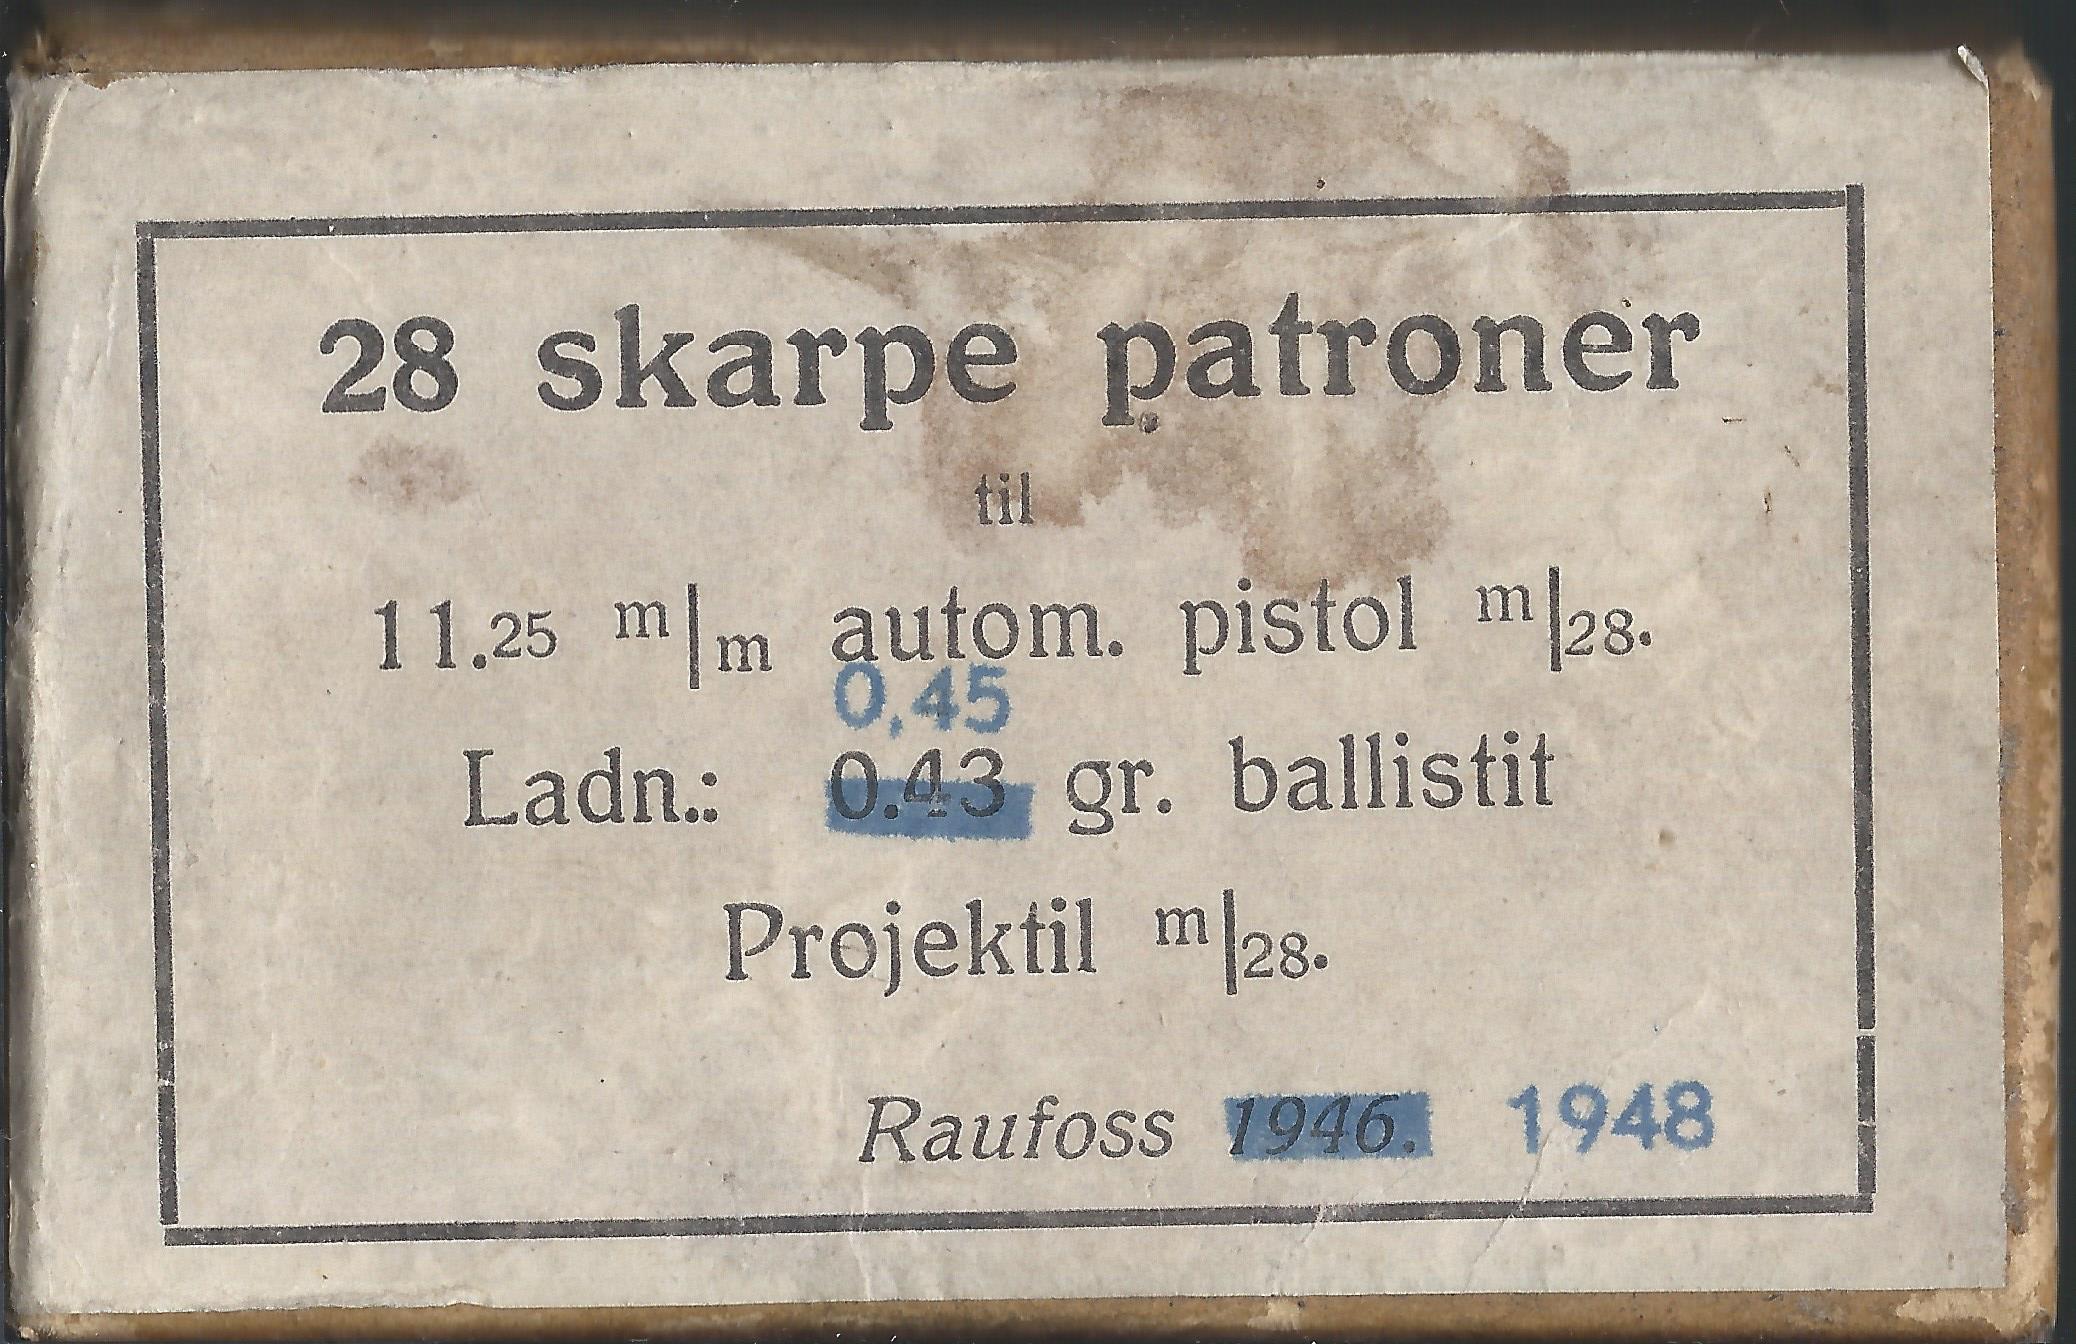 28 skarpe patroner
til
11.25 m/m autom. pistol m/28.
0,45
Ladn.: 0.43 gr. ballistit
Projektil m/28.
Raufoss 1946. 1948